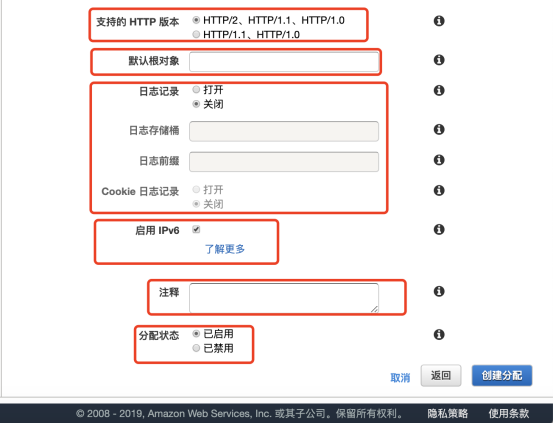 支持的 HTTP 版本
HTTP/2、HTTP/1.1、HTTP/1.0
HTTP/1.1、HTTP/1.0
默认根对象
日志记录
打开
关闭
日志存储桶
日志前缀
Cookie 日志记录
打开
关闭
启用 IPv6
了解更多
注释
分配状态
已启用
已禁用
取消
返回
创建分配
© 2008 - 2019, Amazon Web Services, Inc. 或其子公司。保留所有权利。
隐私策略
使用条款